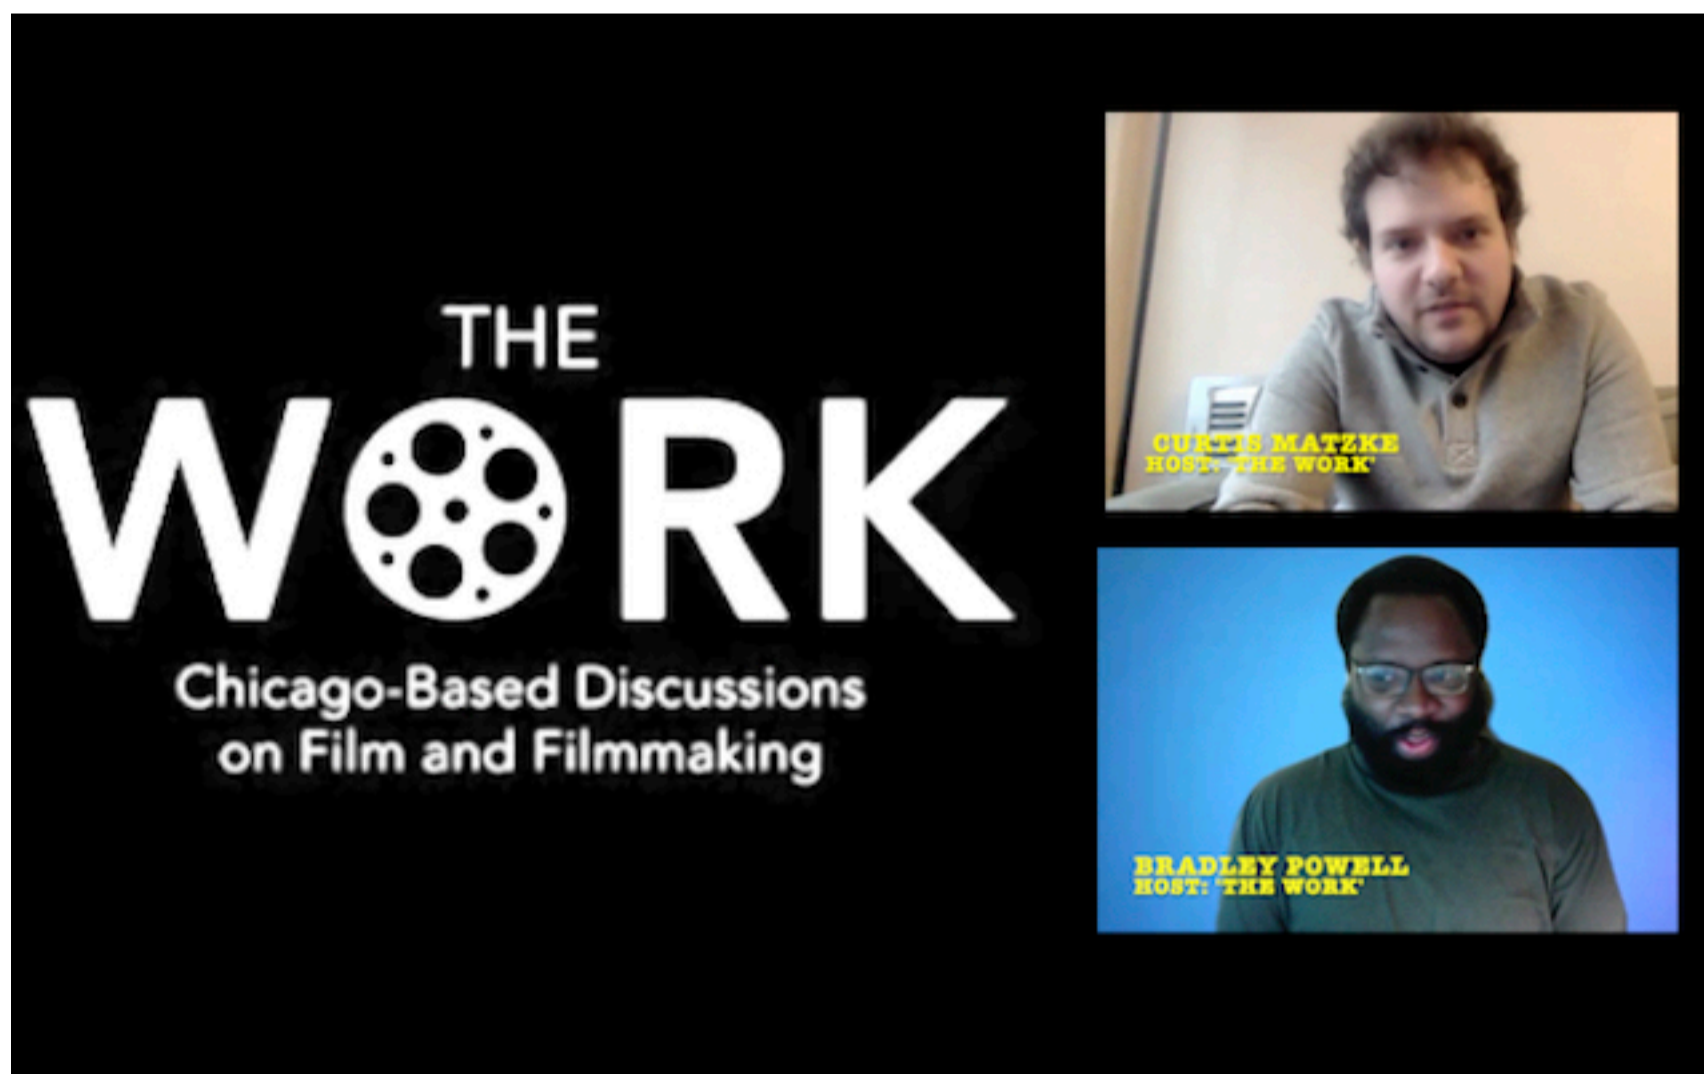 THE
WORK
Chicago-Based Discussions
on Film and Filmmaking
CURTIS MATZKE
HOST: 'THE WORK'
BRADLEY POWELL
HOST: 'THE WORK'